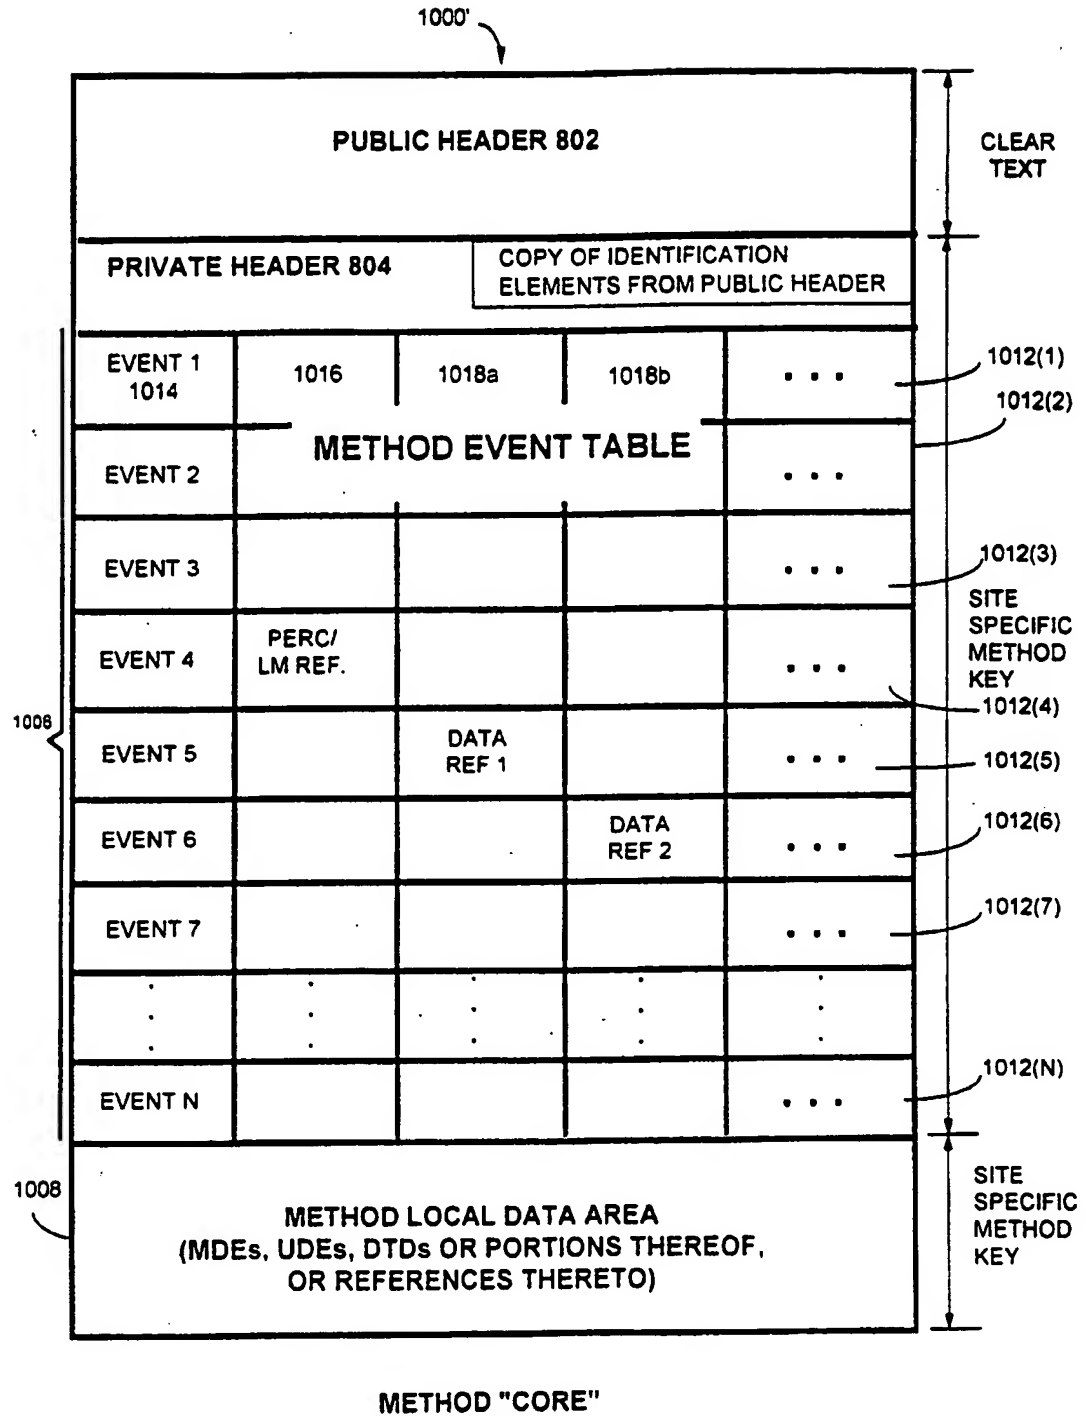 1000'
PUBLIC HEADER 802
CLEAR
TEXT
PRIVATE HEADER 804
COPY OF IDENTIFICATION
ELEMENTS FROM PUBLIC HEADER
EVENT 1
1014
1016
1018a
1018b
. . .
1012(1)
1012(2)
METHOD EVENT TABLE
EVENT 2
. . .
EVENT 3
. . .
1012(3)
SITE
SPECIFIC
METHOD
KEY
EVENT 4
PERC/
LM REF.
. . .
1012(4)
1006
EVENT 5
DATA
REF 1
. . .
1012(5)
EVENT 6
DATA
REF 2
. . .
1012(6)
EVENT 7
. . .
1012(7)
EVENT N
. . .
1012(N)
1008
METHOD LOCAL DATA AREA
(MDEs, UDEs, DTDs OR PORTIONS THEREOF,
OR REFERENCES THERETO)
SITE
SPECIFIC
METHOD
KEY
METHOD "CORE"